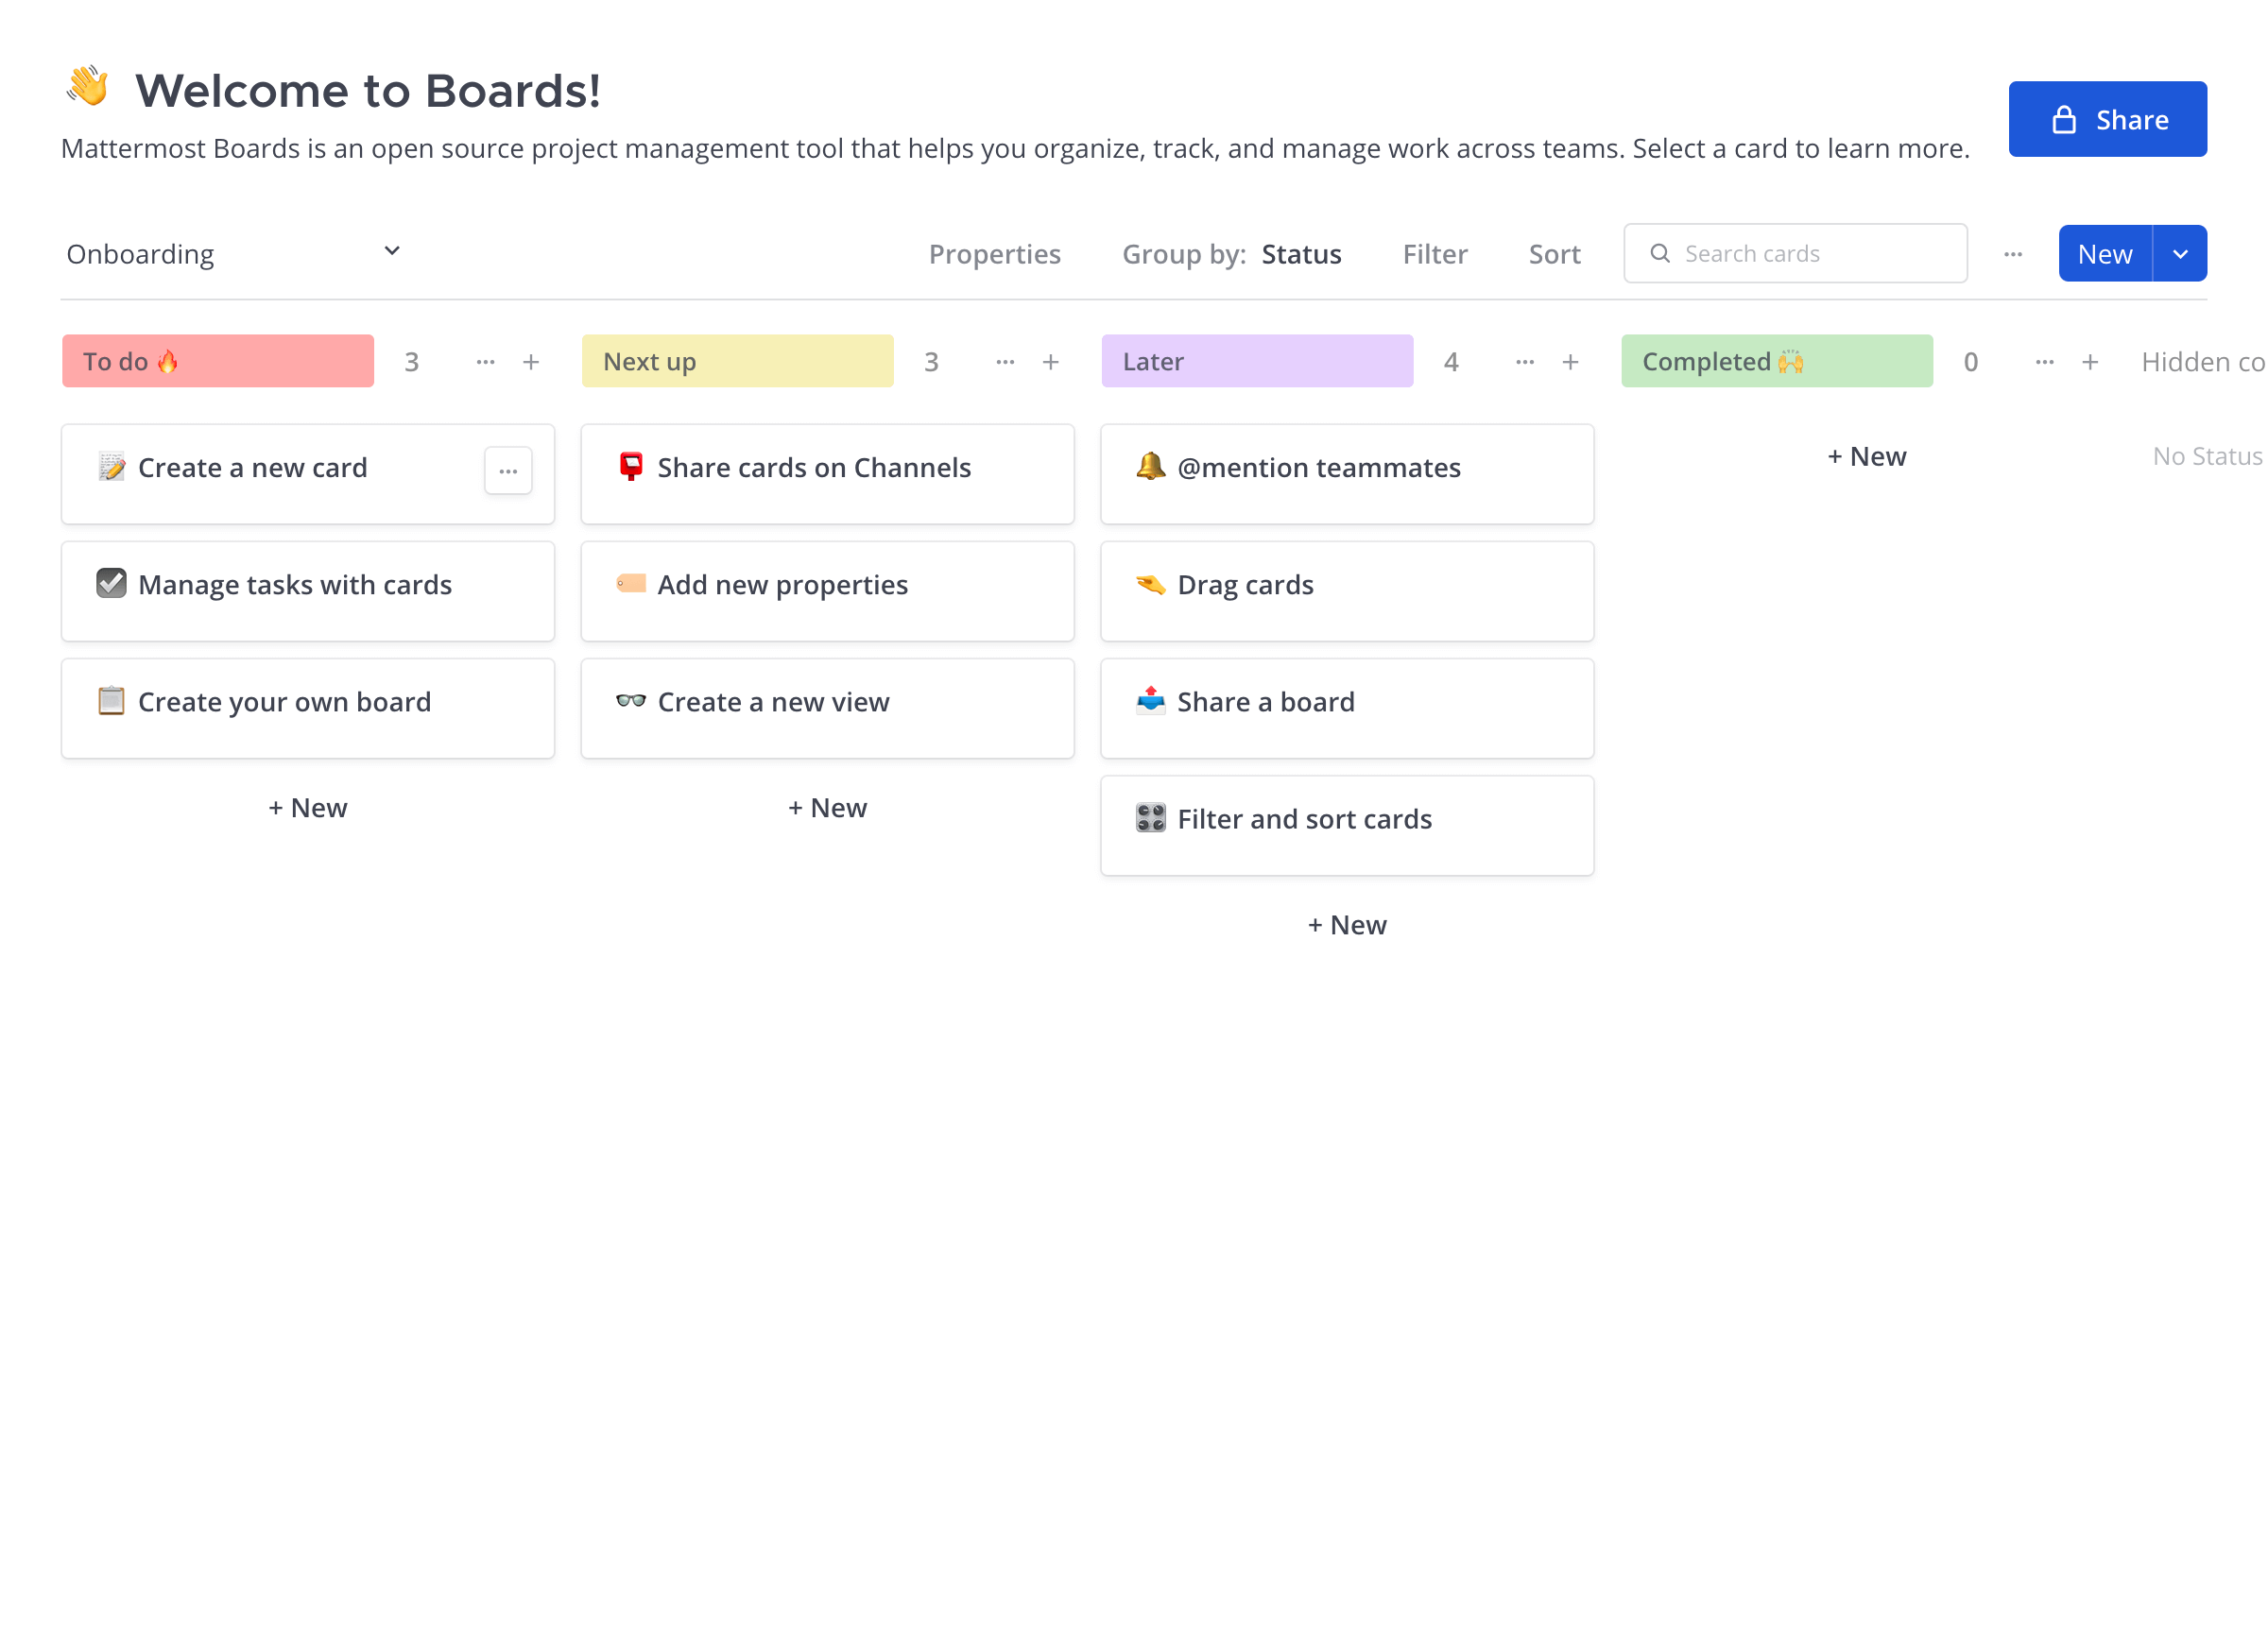 👋 Welcome to Boards!
Mattermost Boards is an open source project management tool that helps you organize, track, and manage work across teams. Select a card to learn more.
Share
Onboarding
Properties
Group by: Status
Filter
Sort
Search cards
New
To do 🔥 3
Next up 3
Later 4
Completed 🙌 0
Hidden co
Create a new card
Manage tasks with cards
Create your own board
+ New
Share cards on Channels
Add new properties
Create a new view
+ New
@mention teammates
Drag cards
Share a board
Filter and sort cards
+ New
+ New
No Status